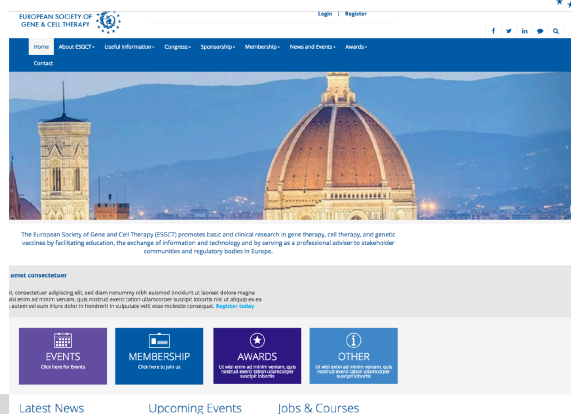 EUROPEAN SOCIETY OF
GENE & CELL THERAPY
Login | Register
Home About ESGCT Useful Information Congress Sponsorship Membership News and Events Awards
Contact
The European Society of Gene and Cell Therapy (ESGCT) promotes basic and clinical research in gene therapy, cell therapy, and genetic
vaccines by facilitating education, the exchange of information and technology and by serving as a professional adviser to stakeholder
communities and regulatory bodies in Europe.
amet consectetuer
consectetuer adipiscing elit, sed diam nonummy nibh euismod tincidunt ut laoreet dolore magna
wisi enim ad minim veniam, quis nostrud exerci tation ullamcorper suscipit lobortis nisl ut aliquip ex ea
autem vel eum iriure dolor in hendrerit in vulputate velit esse molestie consequat. Register today
EVENTS
Click here for Events
MEMBERSHIP
Click here to join us
AWARDS
Ut wisi enim ad minim veniam, quis
nostrud exerci tation ullamcorper
suscipit lobortis
OTHER
Ut wisi enim ad minim veniam, quis
nostrud exerci tation ullamcorper
suscipit lobortis
Latest News Upcoming Events Jobs & Courses